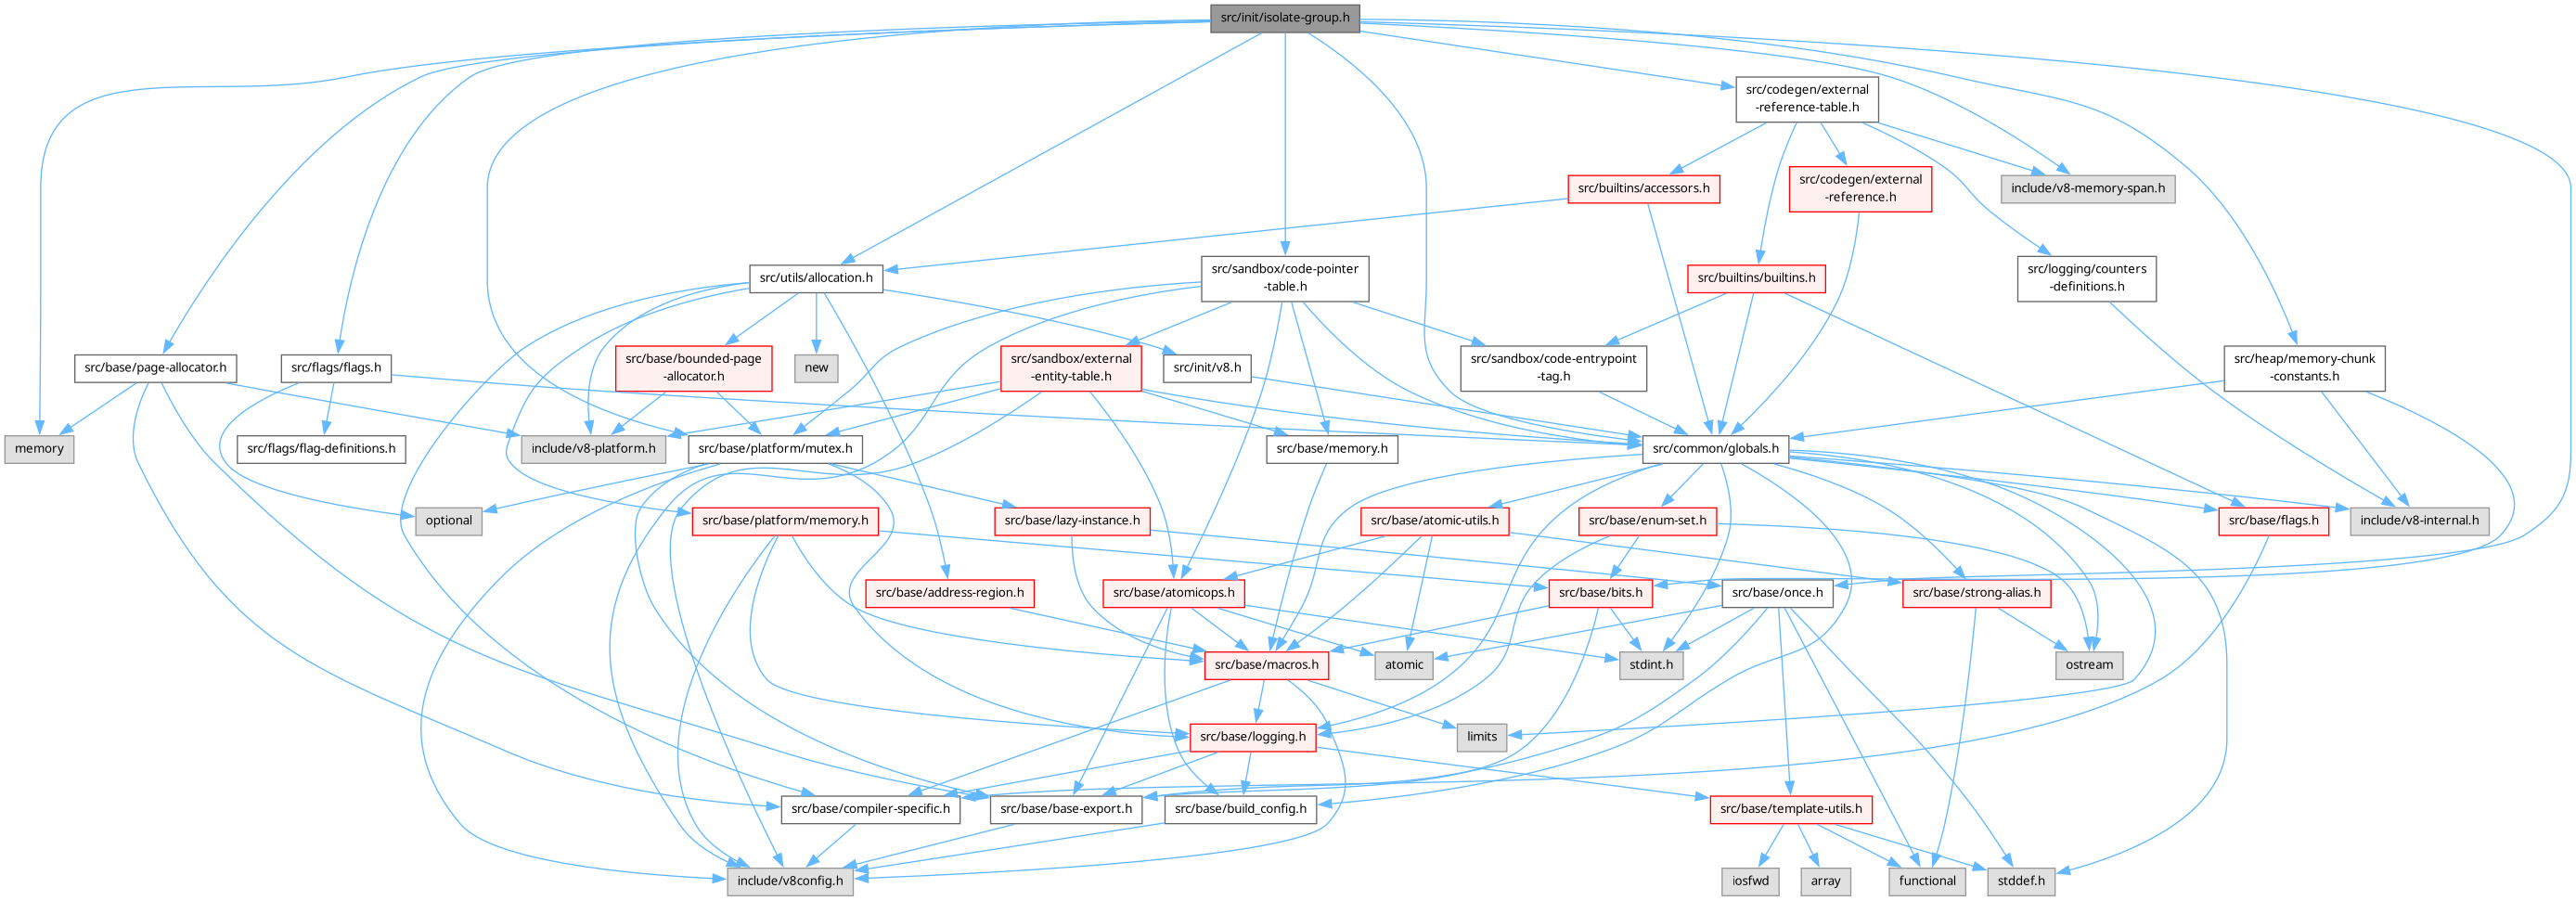 src/init/isolate-group.h
src/codegen/external
-reference-table.h
src/builtins/accessors.h
src/codegen/external
-reference.h
include/v8-memory-span.h
src/utils/allocation.h
src/sandbox/code-pointer
-table.h
src/builtins/builtins.h
src/logging/counters
-definitions.h
src/base/page-allocator.h
src/flags/flags.h
src/base/bounded-page
-allocator.h
new
src/sandbox/external
-entity-table.h
src/init/v8.h
src/sandbox/code-entrypoint
-tag.h
src/heap/memory-chunk
-constants.h
memory
src/flags/flag-definitions.h
include/v8-platform.h
src/base/platform/mutex.h
src/base/memory.h
src/common/globals.h
optional
src/base/platform/memory.h
src/base/lazy-instance.h
src/base/atomic-utils.h
src/base/enum-set.h
src/base/flags.h
include/v8-internal.h
src/base/address-region.h
src/base/atomicops.h
src/base/bits.h
src/base/once.h
src/base/strong-alias.h
src/base/macros.h
atomic
stdint.h
ostream
src/base/logging.h
limits
src/base/compiler-specific.h
src/base/base-export.h
src/base/build_config.h
src/base/template-utils.h
include/v8config.h
iosfwd
array
functional
stddef.h